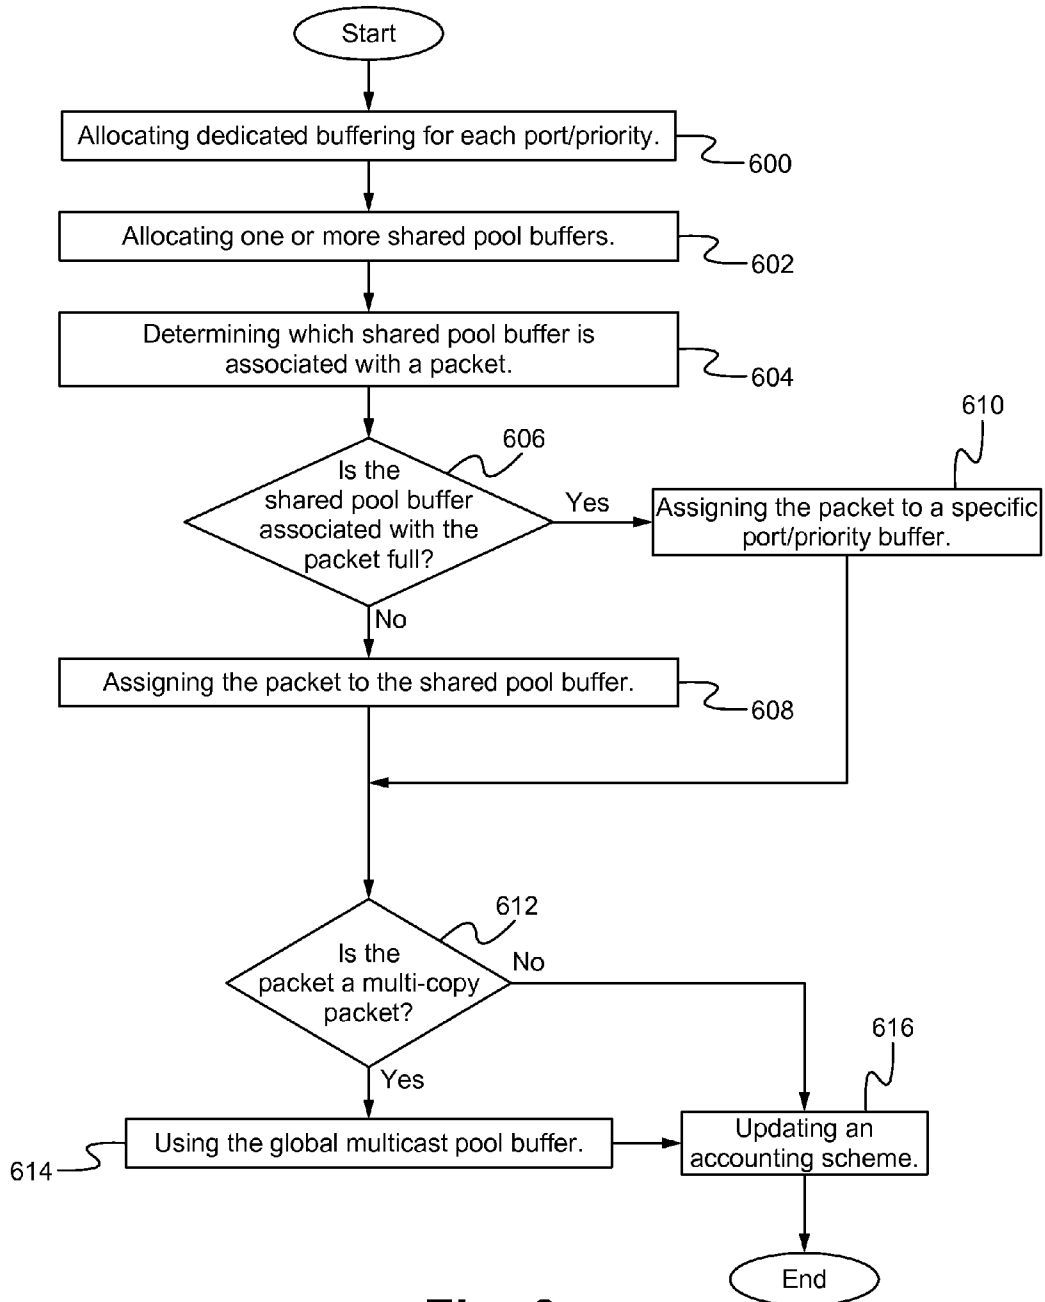 Start
Allocating dedicated buffering for each port/priority.
600
Allocating one or more shared pool buffers.
602
Determining which shared pool buffer is
associated with a packet.
604
610
606
Is the
shared pool buffer
associated with the
packet full?
Yes
Assigning the packet to a specific
port/priority buffer.
No
Assigning the packet to the shared pool buffer.
608
612
Is the
packet a multi-copy
packet?
No
616
Yes
Using the global multicast pool buffer.
614
Updating an
accounting scheme.
End